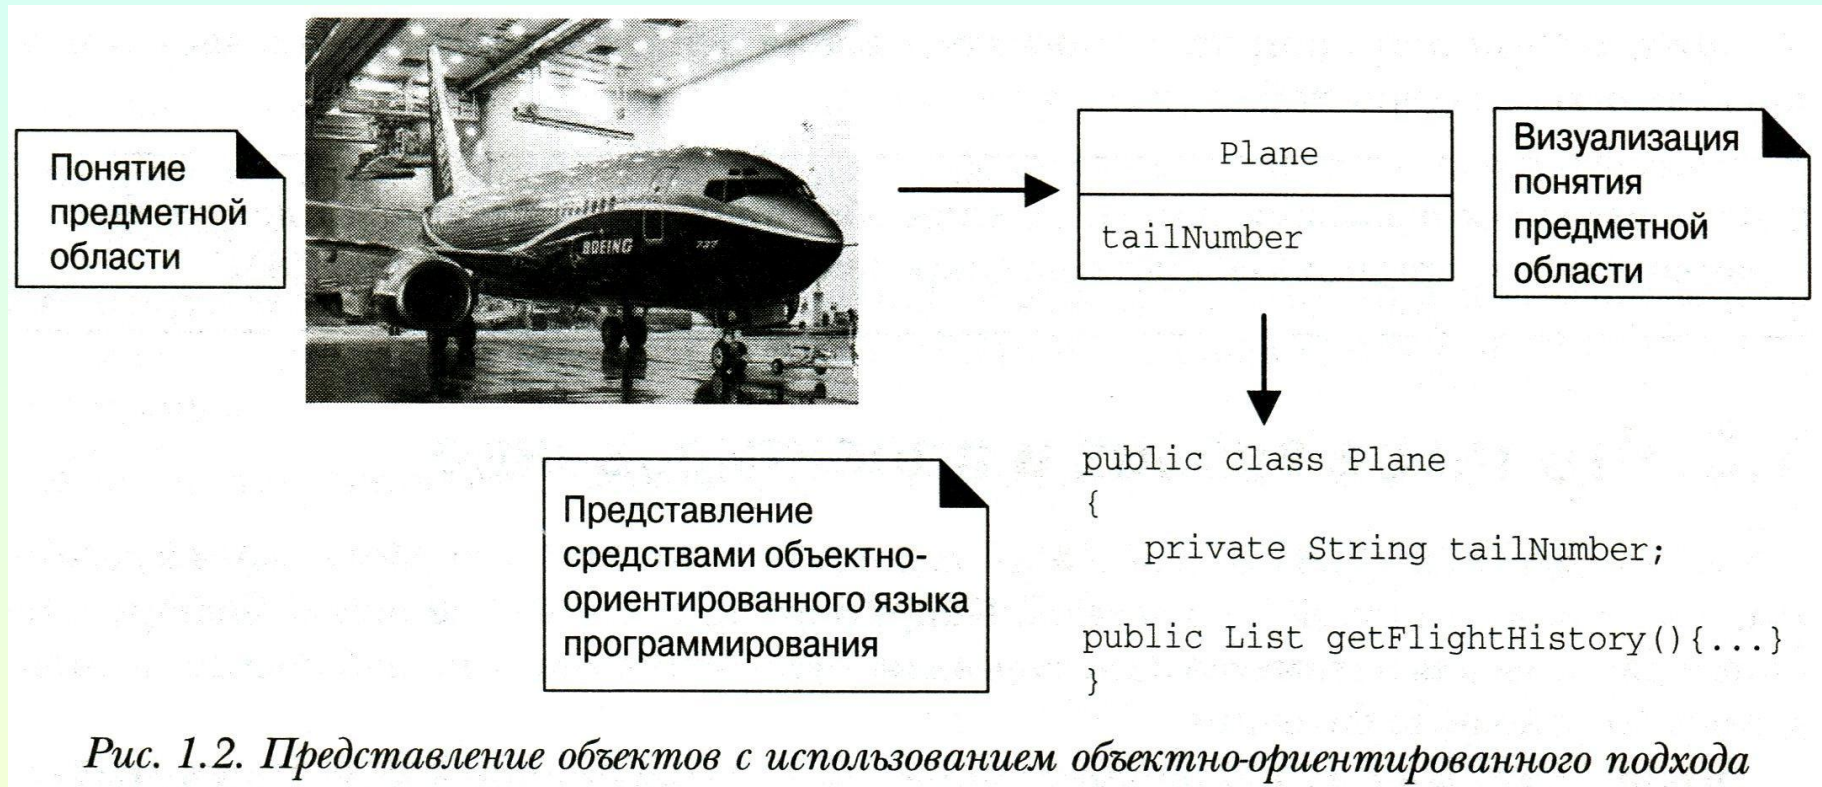 Понятие
предметной
области
BOEING
737
Plane
tailNumber
Визуализация
понятия
предметной
области
Представление
средствами объектно-
ориентированного языка
программирования
public class Plane
{
private String tailNumber;
public List getFlightHistory(){...}
}
Рис. 1.2. Представление объектов с использованием объектно-ориентированного подхода